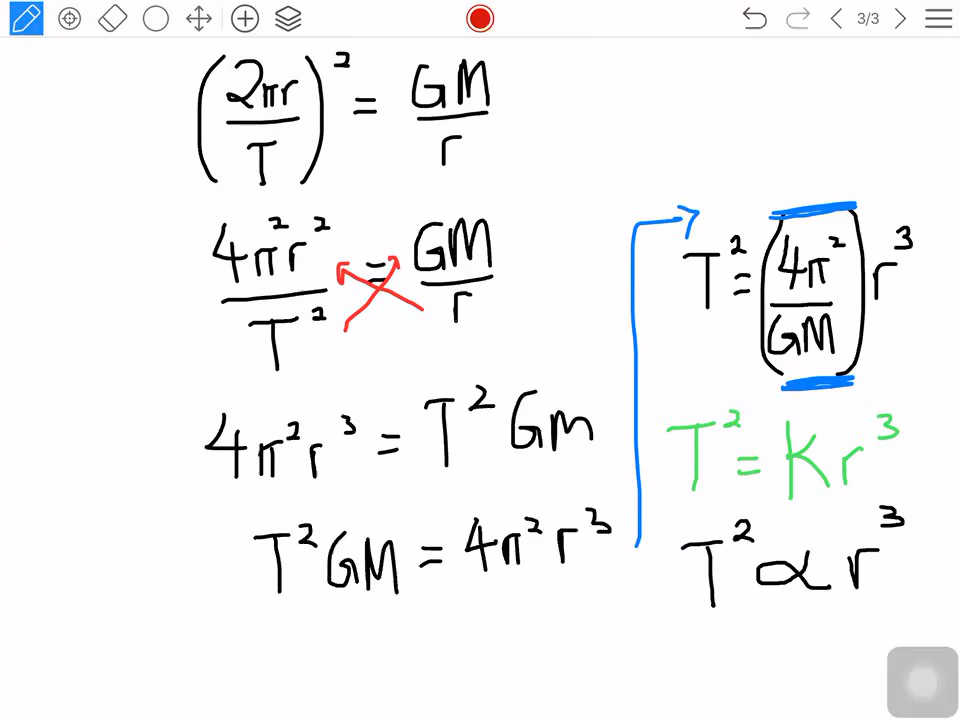 3/3
(2πr/T)² = GM/r
4π²r²/T² = GM/r
4π²r³ = T²Gm
T²GM = 4π²r³
T² = (4π²/GM) r³
T² = Kr³
T² ∝ r³